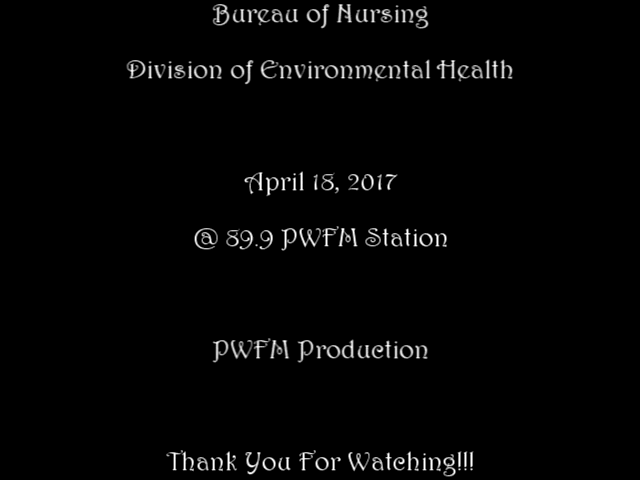 Bureau of Nursing
Division of Environmental Health
April 18, 2017
@ 89.9 PWFM Station
PWFM Production
Thank You For Watching!!!